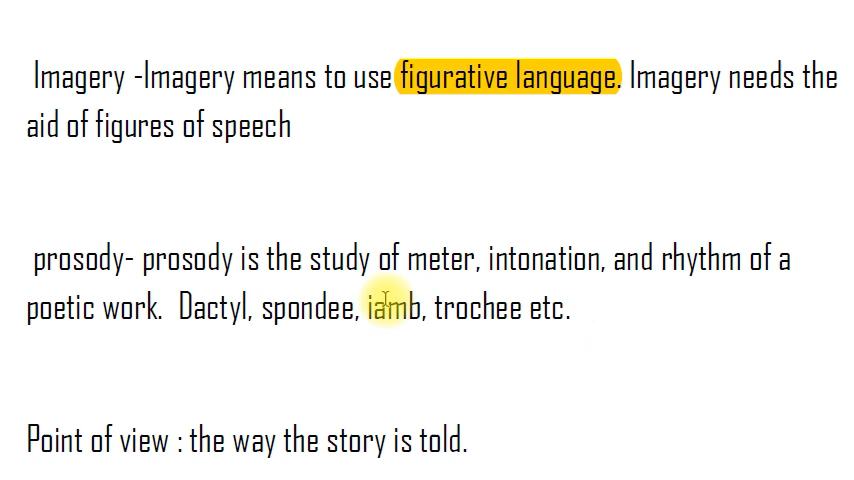 Imagery -Imagery means to use figurative language. Imagery needs the
aid of figures of speech
prosody- prosody is the study of meter, intonation, and rhythm of a
poetic work. Dactyl, spondee, iamb, trochee etc.
Point of view : the way the story is told.